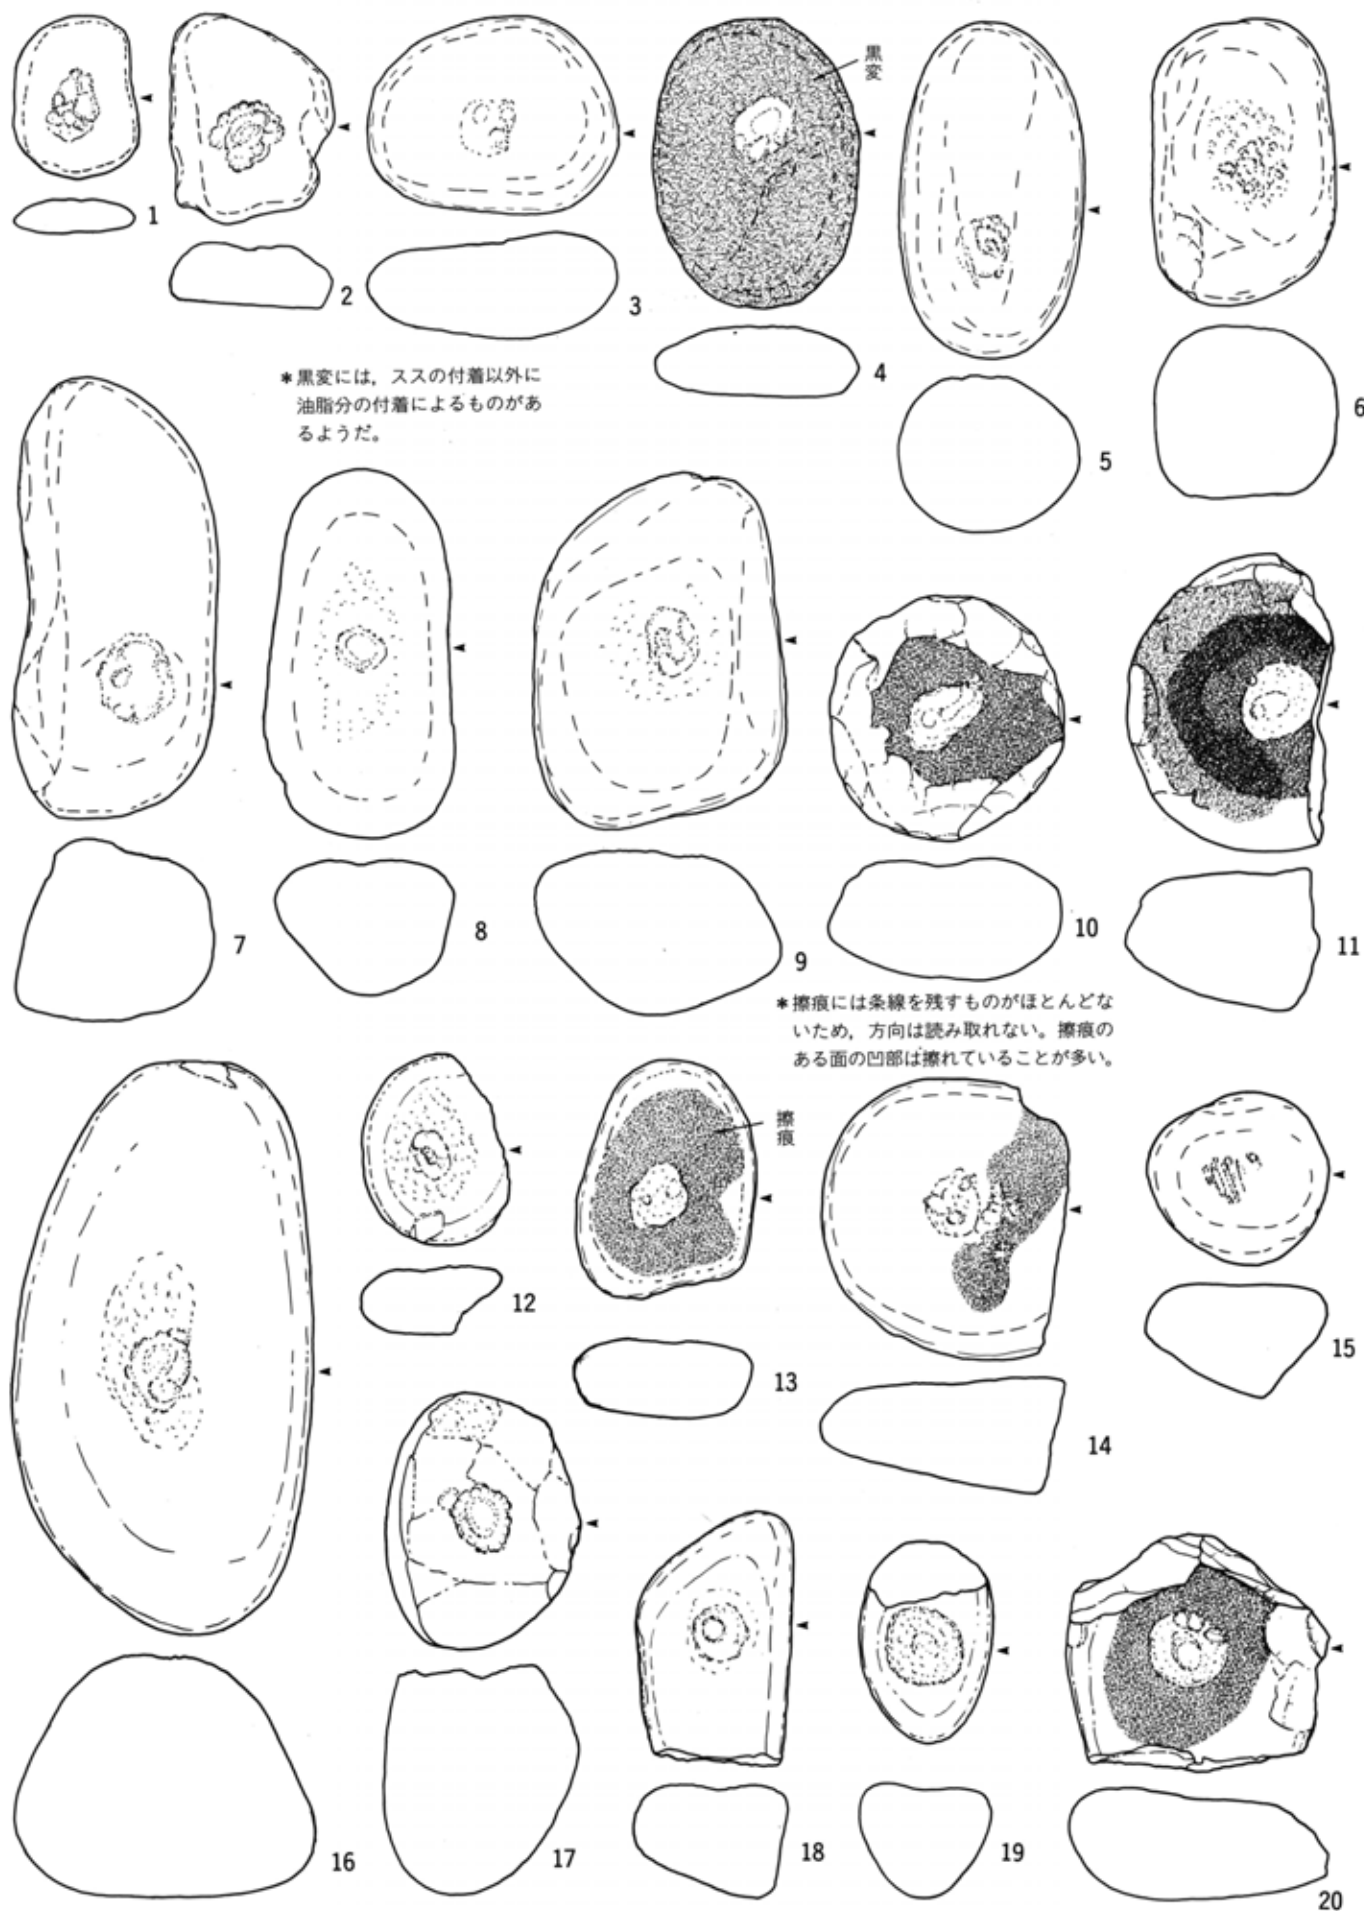 黒変
1
2
3
4
5
6
*黒変には，ススの付着以外に
油脂分の付着によるものがあ
るようだ。
7
8
9
10
11
*擦痕には条線を残すものがほとんどな
いため，方向は読み取れない。擦痕の
ある面の凹部は擦れていることが多い。
擦痕
12
13
14
15
16
17
18
19
20